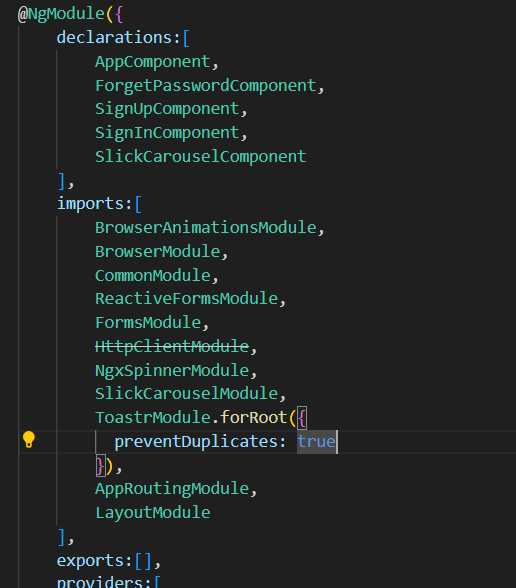 @NgModule({
declarations:[
AppComponent,
ForgetPasswordComponent,
SignUpComponent,
SignInComponent,
SlickCarouselComponent
],
imports:[
BrowserAnimationsModule,
BrowserModule,
CommonModule,
ReactiveFormsModule,
FormsModule,
HttpClientModule,
NgxSpinnerModule,
SlickCarouselModule,
ToastrModule.forRoot({
preventDuplicates: true
}),
AppRoutingModule,
LayoutModule
],
exports:[],
providers:[